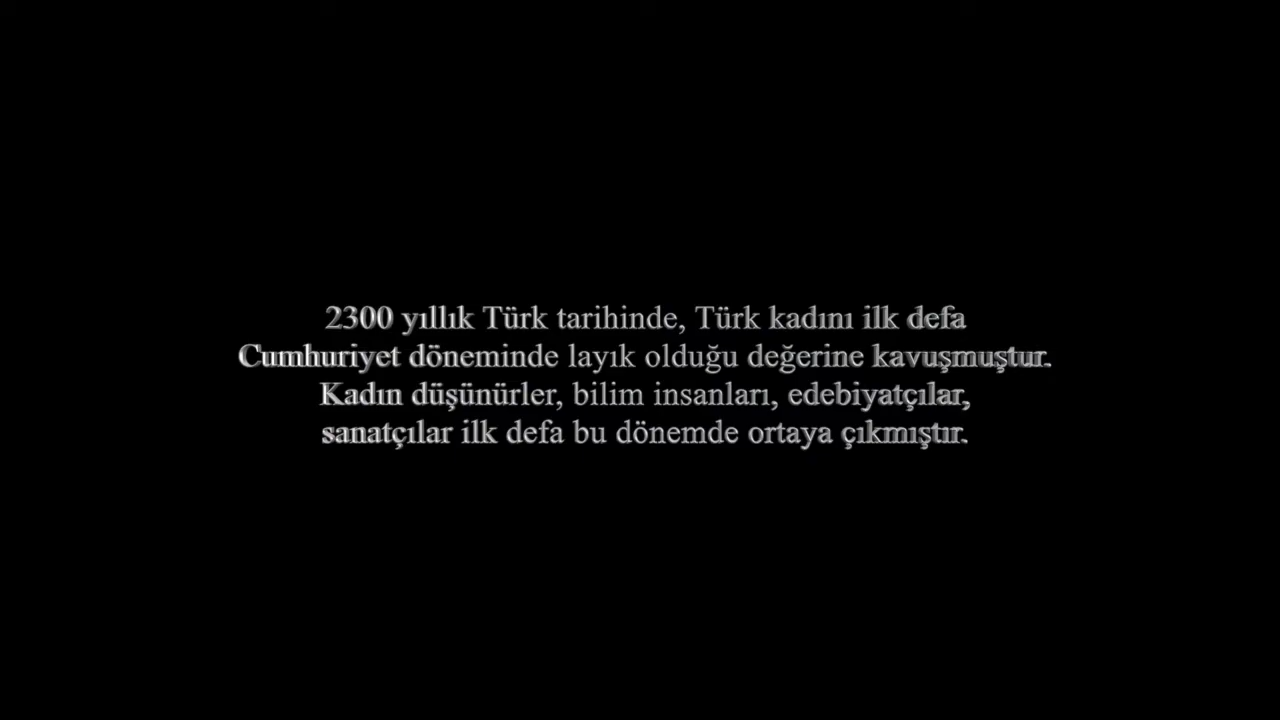 2300 yıllık Türk tarihinde, Türk kadını ilk defa
Cumhuriyet döneminde layık olduğu değerine kavuşmuştur.
Kadın düşünürler, bilim insanları, edebiyatçılar,
sanatçılar ilk defa bu dönemde ortaya çıkmıştır.